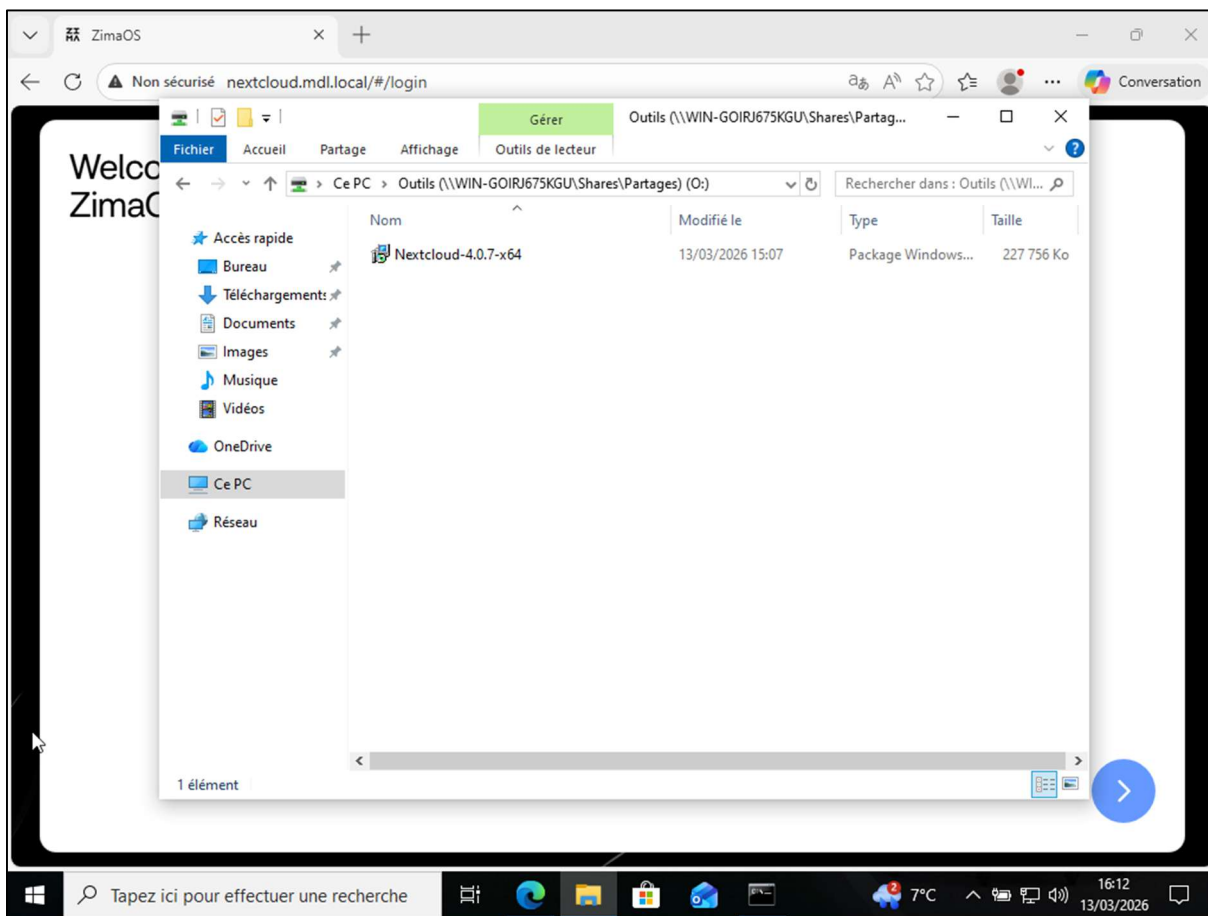 ZimaOS
Non sécurisé nextcloud.mdl.local/#/login
Conversation
Gérer
Outils (\\WIN-GOIRJ675KGU\Shares\Partag...
Fichier Accueil Partage Affichage Outils de lecteur
Ce PC > Outils (\\WIN-GOIRJ675KGU\Shares\Partages) (O:)
Rechercher dans : Outils (\\WI...
Welco
ZimaO
Nom Modifié le Type Taille
Nextcloud-4.0.7-x64 13/03/2026 15:07 Package Windows... 227 756 Ko
Accès rapide
Bureau
Téléchargements
Documents
Images
Musique
Vidéos
OneDrive
Ce PC
Réseau
1 élément
Tapez ici pour effectuer une recherche
2
7°C
16:12
13/03/2026